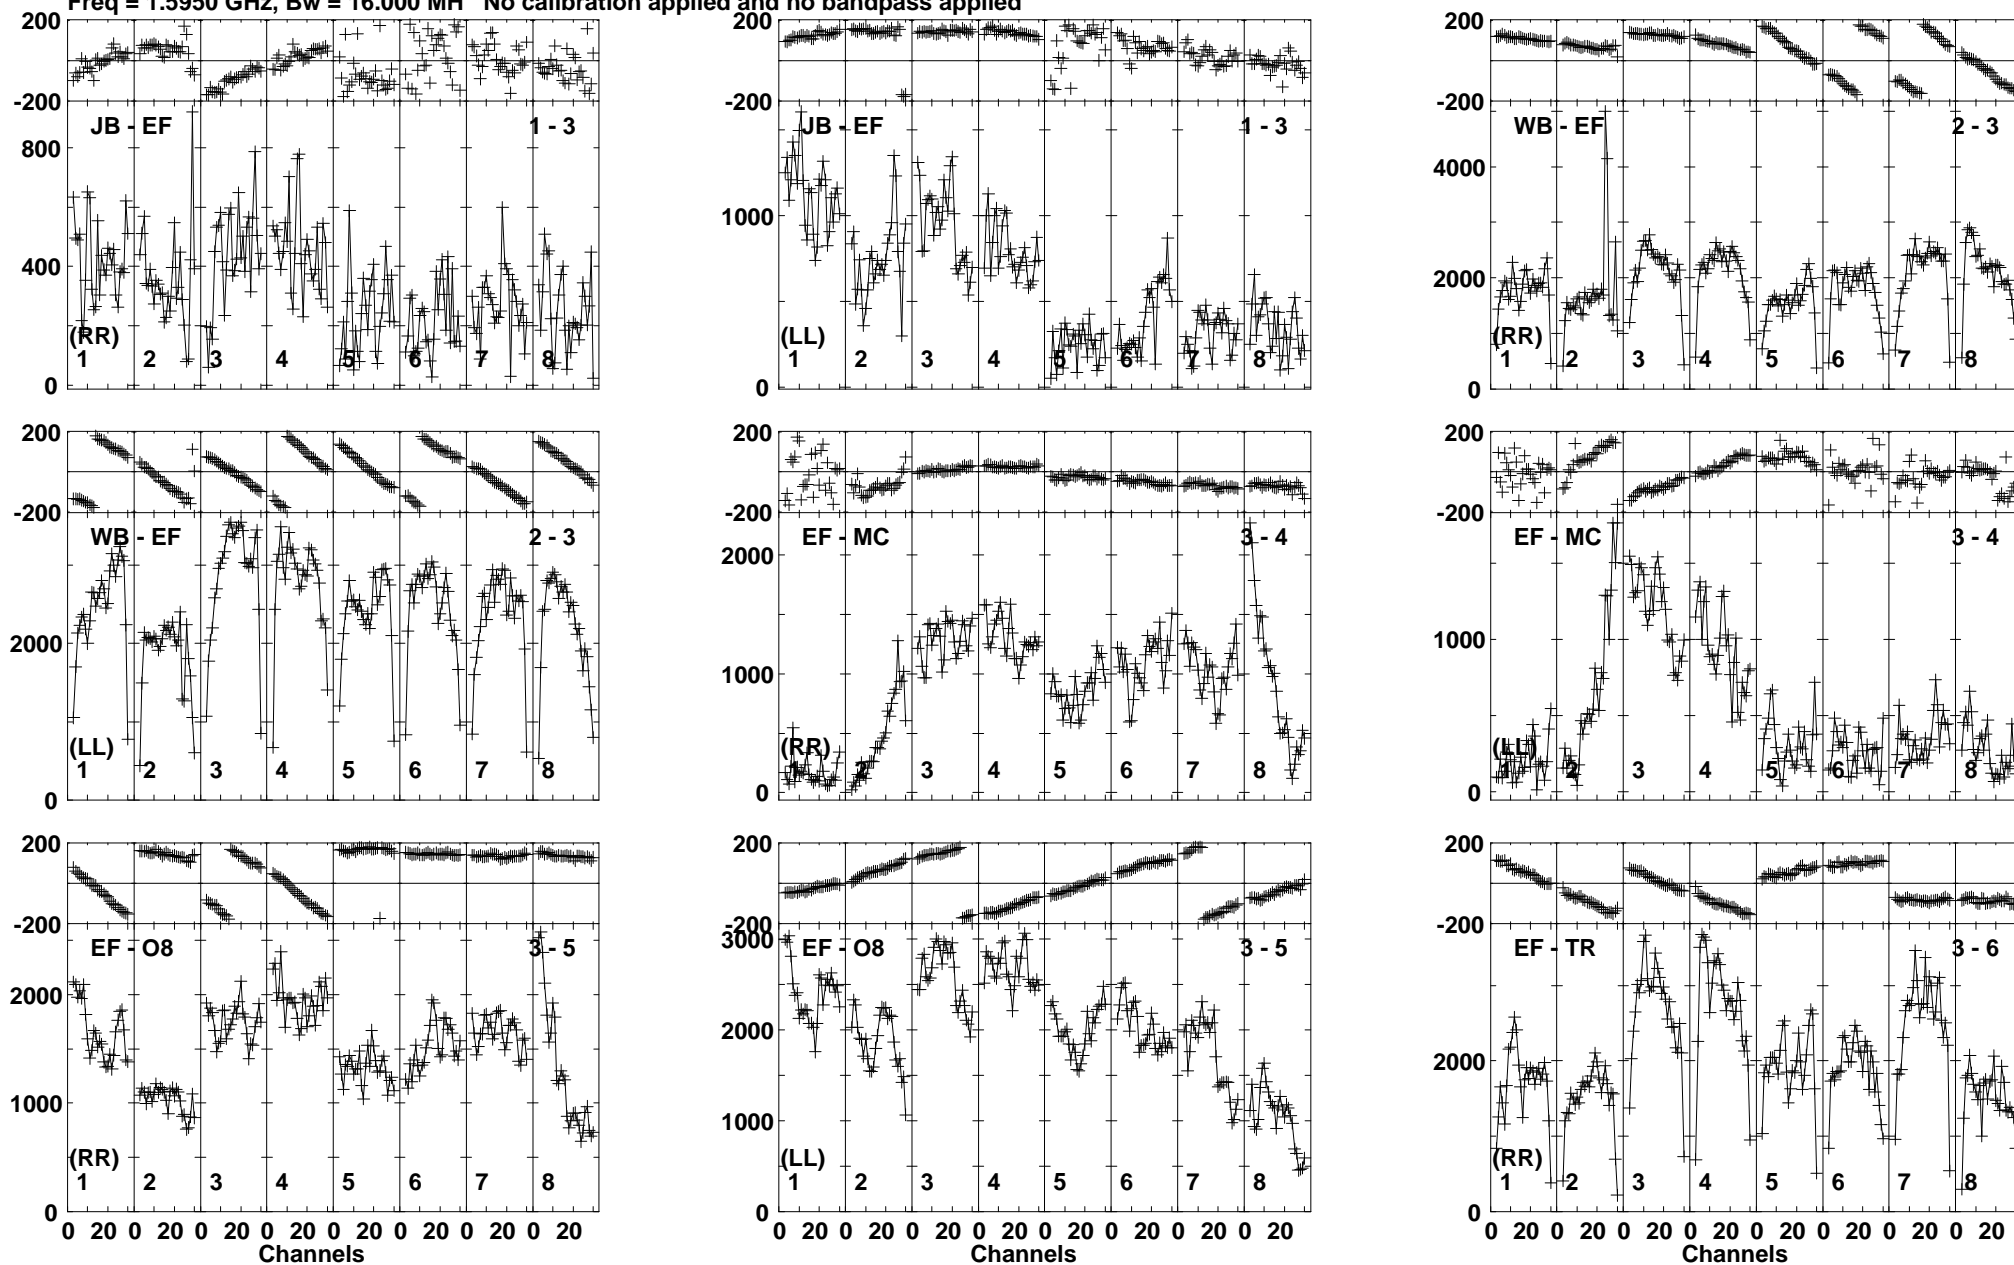 Freq = 1.5950 GHz, Bw = 16.000 MH No calibration applied and no bandpass applied
200 200 200
-200 -200 -200
JB - EF 1 - 3 JB - EF 1 - 3 WB - EF 2 - 3
800 4000
1000
400 2000
(RR) (LL) (RR)
1 2 3 4 5 6 7 8 1 2 3 4 5 6 7 8 1 2 3 4 5 6 7 8
0 0 0
200 200 200
-200 -200 -200
WB - EF 2 - 3 EF - MC 3 - 4 EF - MC 3 - 4
2000
2000 1000 1000
(LL) (RR) (LL)
1 2 3 4 5 6 7 8 1 2 3 4 5 6 7 8 1 2 3 4 5 6 7 8
0 0 0
200 200 200
-200 -200 -200
EF - O8 3 - 5 EF - O8 3 - 5 EF - TR 3 - 6
3000
2000 2000 2000
1000 1000
(RR) (LL) (RR)
1 2 3 4 5 6 7 8 1 2 3 4 5 6 7 8 1 2 3 4 5 6 7 8
0 0 0
0 20 0 20 0 20 0 20 0 20 0 20 0 20 0 20 0 20 0 20 0 20 0 20 0 20 0 20 0 20 0 20 0 20 0 20 0 20 0 20 0 20 0 20 0 20 0 20
Channels Channels Channels